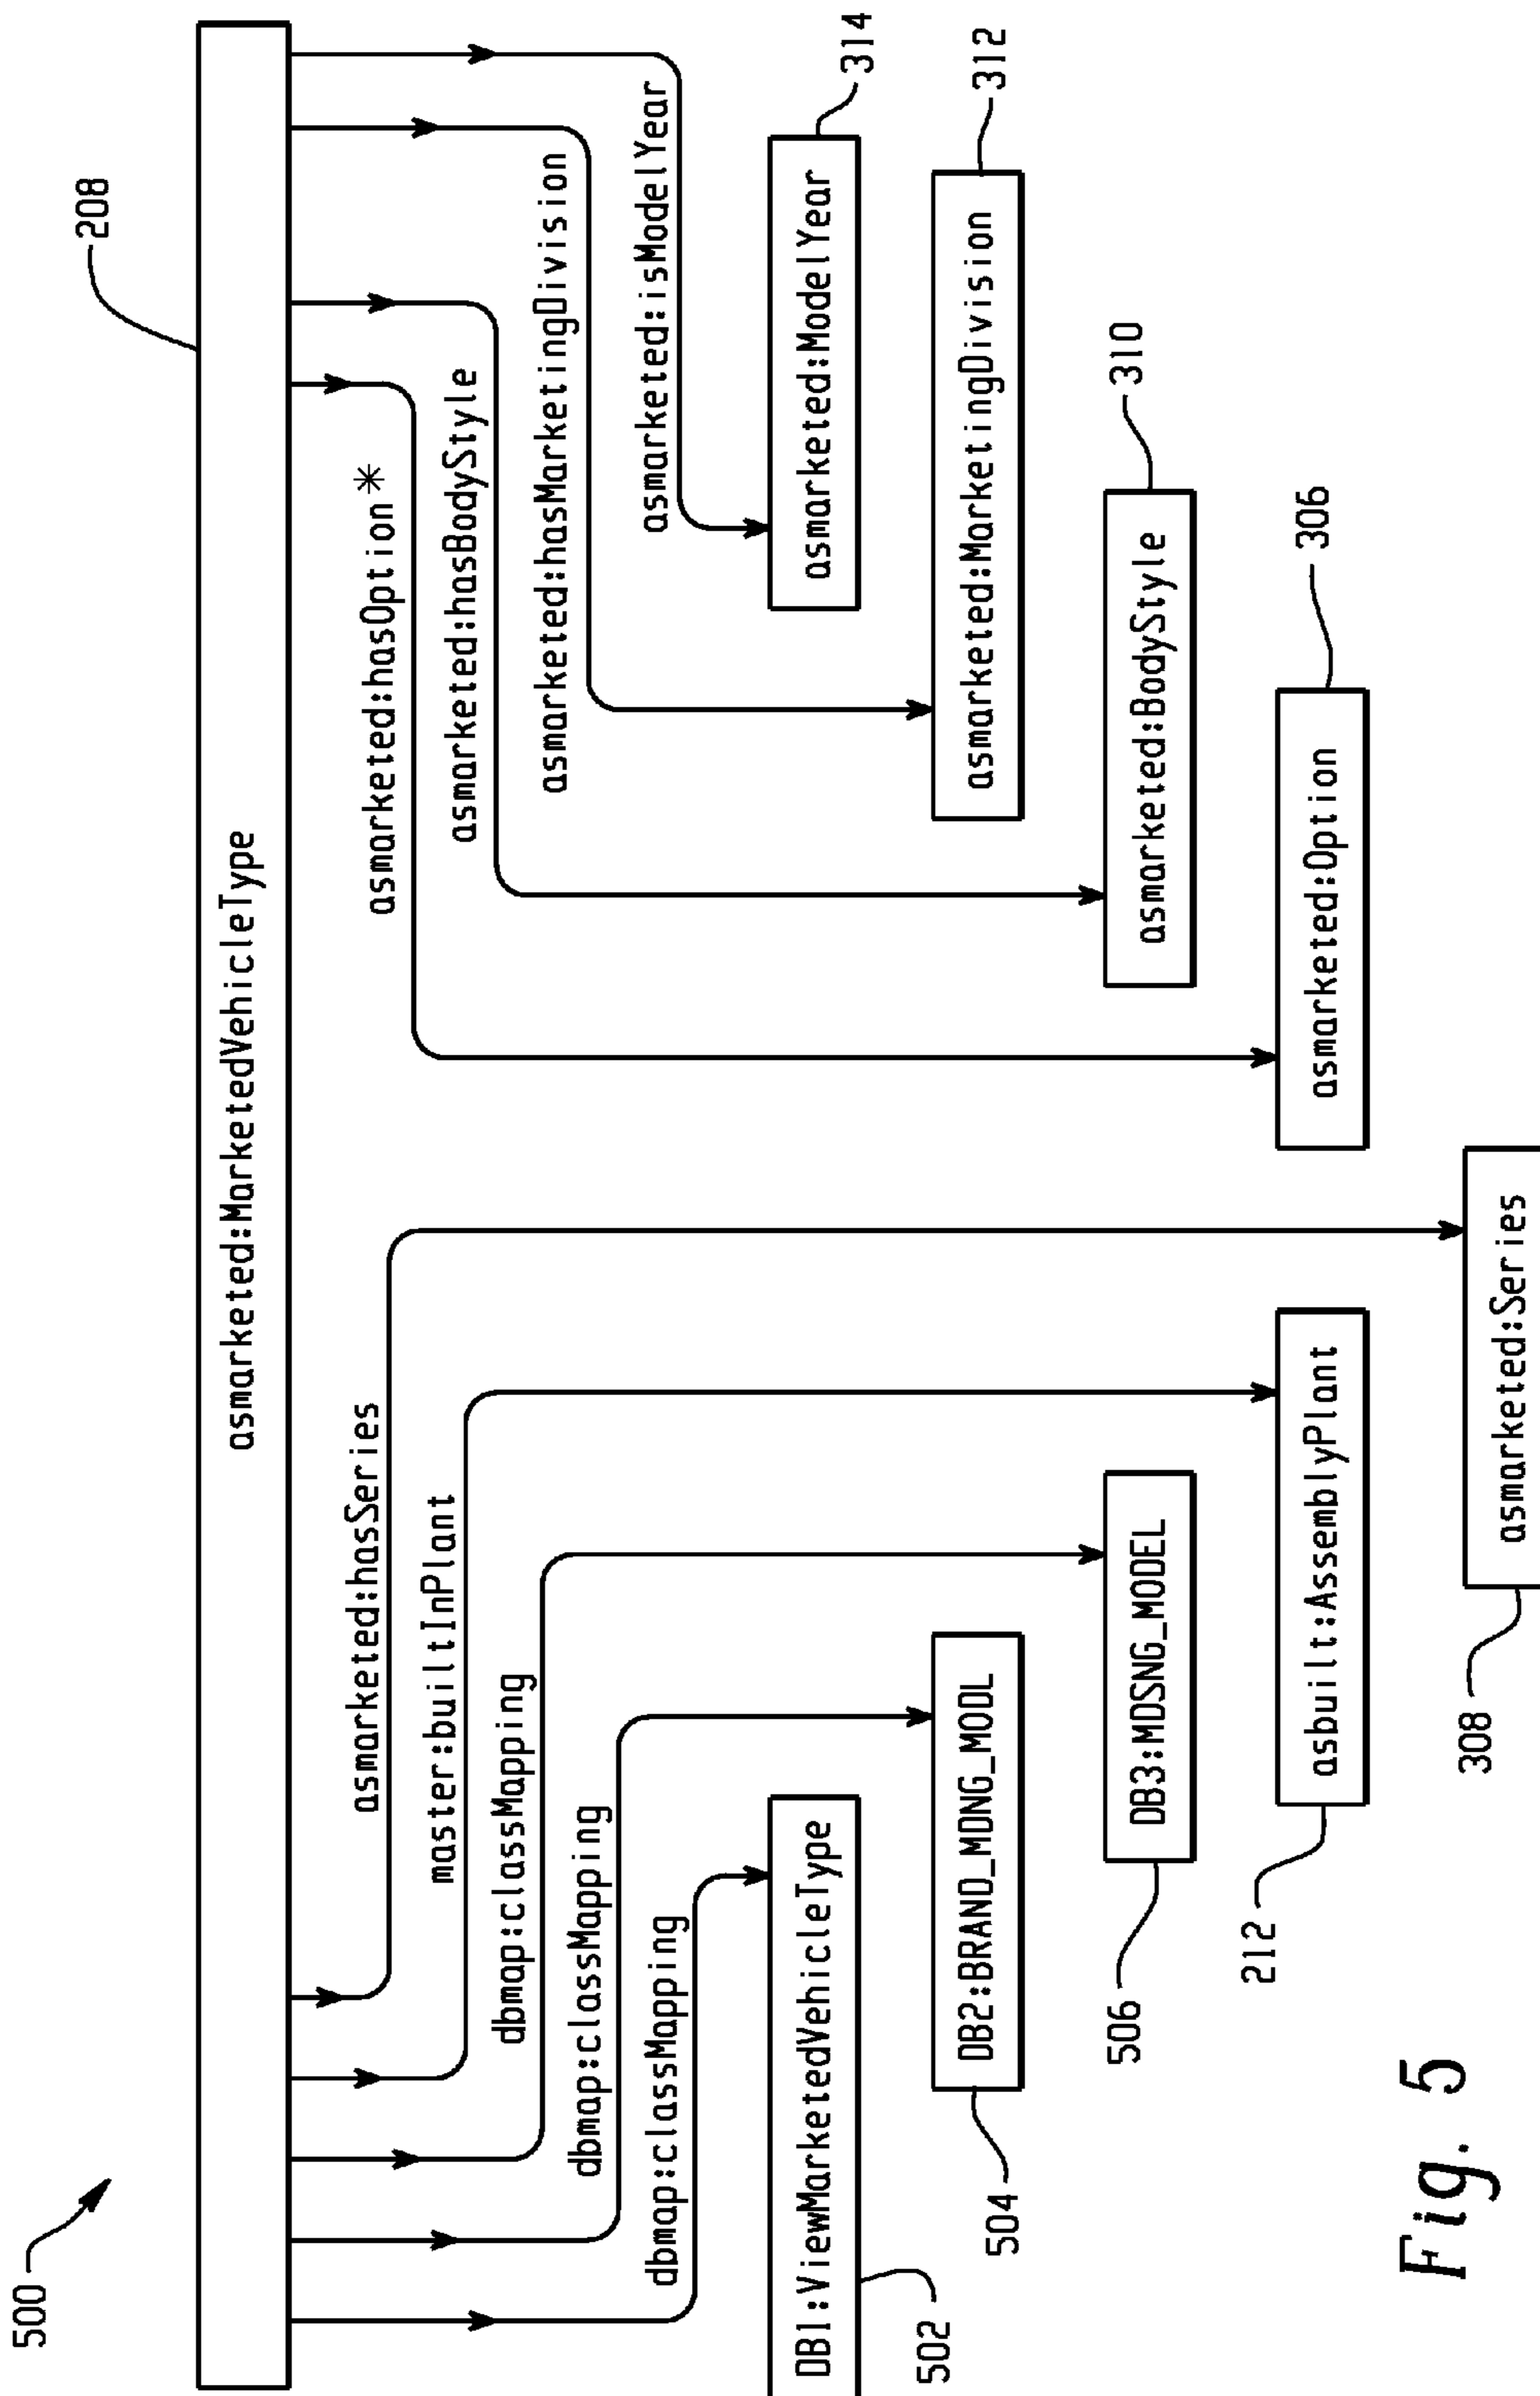 500
208
asmarketed:MarketedVehicleType
asmarketed:hasSeries
master:builtInPlant
dbmap:classMapping
dbmap:classMapping
dbmap:classMapping
asmarketed:hasOption*
asmarketed:hasBodyStyle
asmarketed:hasMarketingDivision
asmarketed:isModelYear
DB1:ViewMarketedVehicleType
502
asmarketed:ModelYear
314
DB2:BRAND_MDNG_MODL
504
asmarketed:MarketingDivision
312
DB3:MDSNG_MODEL
506
asmarketed:BodyStyle
310
asbuilt:AssemblyPlant
212
asmarketed:Option
306
asmarketed:Series
308
Fig. 5